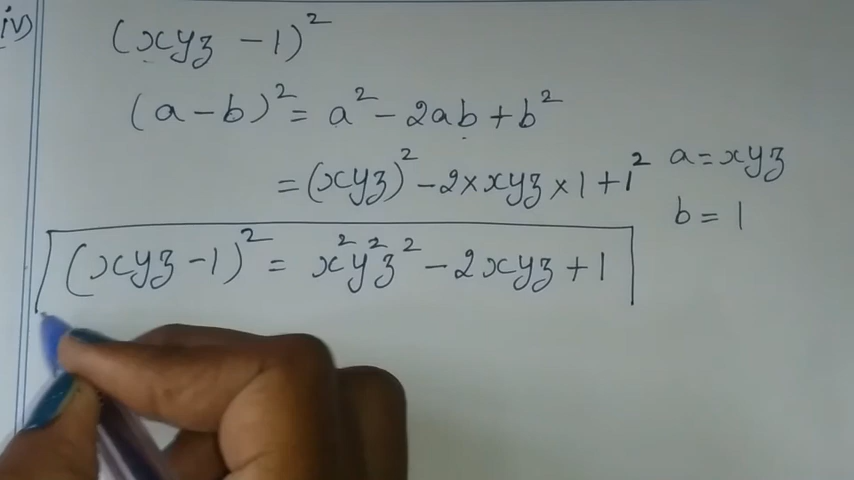 iv) (xyz - 1)²
(a - b)² = a² - 2ab + b²
= (xyz)² - 2 × xyz × 1 + 1²
a = xyz
b = 1
(xyz - 1)² = x²y²z² - 2xyz + 1